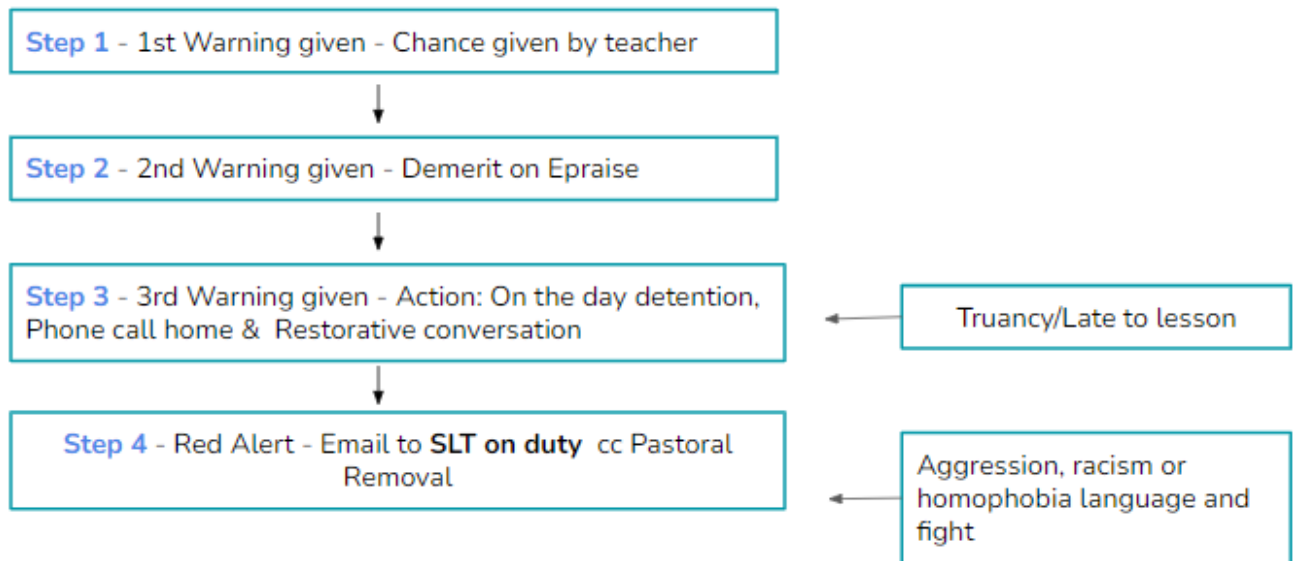 Step 1 - 1st Warning given - Chance given by teacher
Step 2 - 2nd Warning given - Demerit on Epraise
Step 3 - 3rd Warning given - Action: On the day detention,
Phone call home & Restorative conversation
Truancy/Late to lesson
Step 4 - Red Alert - Email to SLT on duty cc Pastoral
Removal
Aggression, racism or
homophobia language and
fight